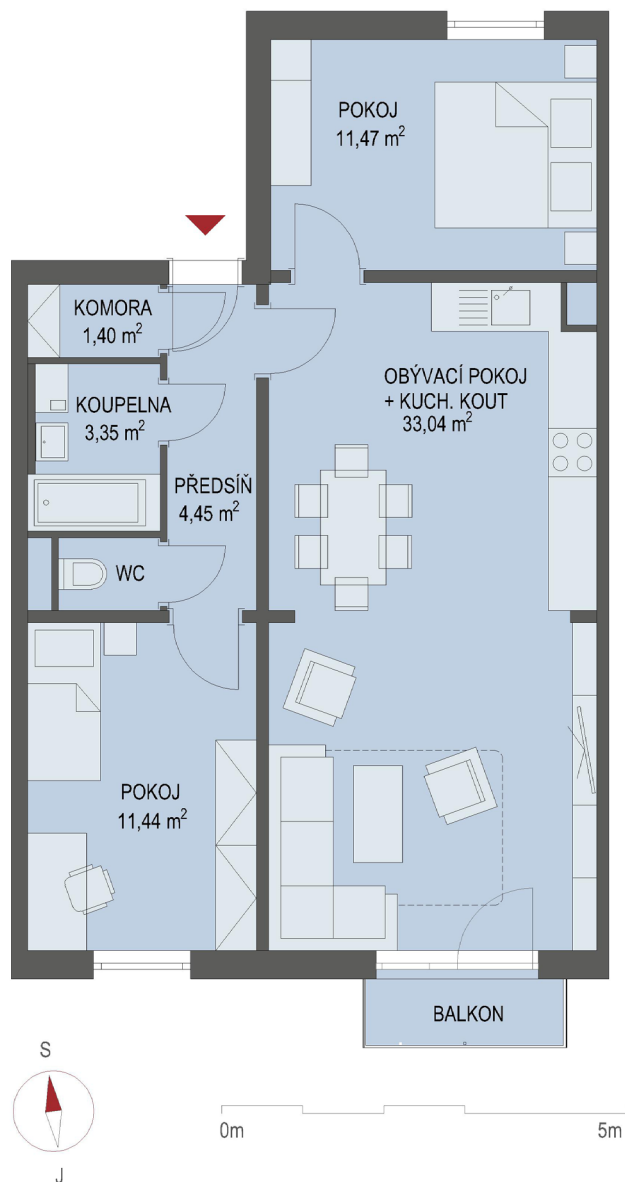 POKOJ
11,47 m²
KOMORA
1,40 m²
OBÝVACÍ POKOJ
+ KUCH. KOUT
33,04 m²
KOUPELNA
3,35 m²
PŘEDSÍŇ
4,45 m²
WC
POKOJ
11,44 m²
BALKON
S
J
0m
5m